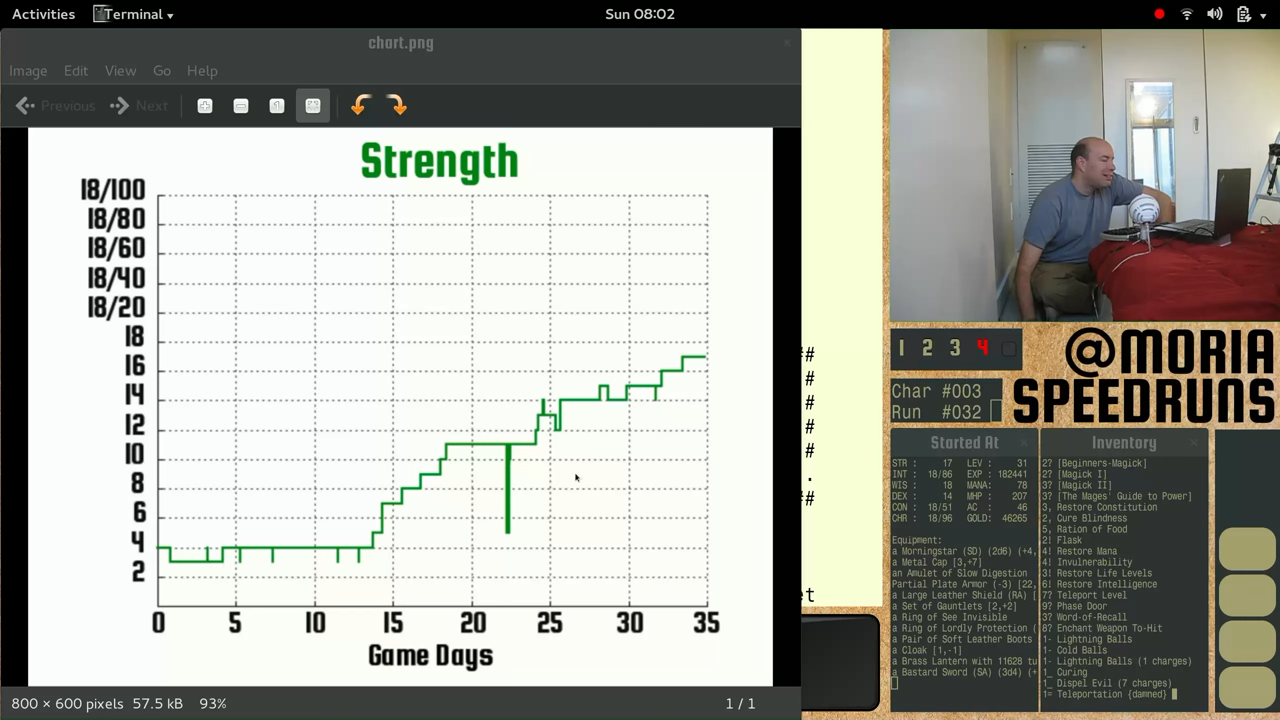 Activities Terminal Sun 08:02
chart.png
Image Edit View Go Help
Previous Next
Strength
18/100
18/80
18/60
18/40
18/20
18
16
14
12
10
8
6
4
2
0 5 10 15 20 25 30 35
Game Days
800 × 600 pixels 57.5 kB 93% 1 / 1
##
#
#
#
#
.
##
et
1 2 3 4
@MORIA
SPEEDRUNS
Char #003
Run #032
Started At
STR : 17 LEV : 31
INT : 18/86 EXP : 182441
WIS : 18 MANA: 78
DEX : 14 MHP : 207
CON : 18/51 AC : 46
CHR : 18/96 GOLD: 46265
Equipment:
a Morningstar (SD) (2d6) (+4,
a Metal Cap [3,+7]
an Amulet of Slow Digestion
Partial Plate Armor (-3) [22,
a Large Leather Shield (RA) [
a Set of Gauntlets [2,+2]
a Ring of See Invisible
a Ring of Lordly Protection (
a Pair of Soft Leather Boots
a Cloak [1,-1]
a Brass Lantern with 11628 tu
a Bastard Sword (SA) (3d4) (+
Inventory
2? [Beginners-Magick]
2? [Magick I]
3? [Magick II]
3? [The Mages' Guide to Power]
3, Restore Constitution
2, Cure Blindness
5, Ration of Food
2! Flask
4! Restore Mana
4! Invulnerability
3! Restore Life Levels
6! Restore Intelligence
7? Teleport Level
9? Phase Door
3? Word-of-Recall
8? Enchant Weapon To-Hit
1- Lightning Balls
1- Cold Balls
1- Lightning Balls (1 charges)
1_ Curing
1_ Dispel Evil (7 charges)
1= Teleportation {damned}